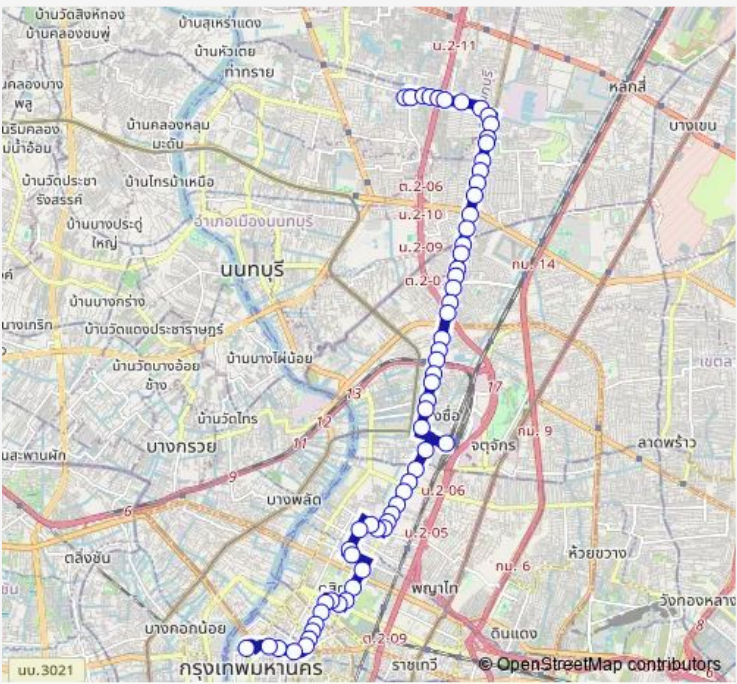 บ้านวัดสิงห์ทอง
บ้านคลองชมพู่
บ้านสุเหร่าแดง
น.2-11
บ้านหัวเตย
ท่าทราย
หลักสี่
พลู
บางเขน
บ้านคลองหลุม
มะดัน
บ้านวัดประชา
รังสรรค์
บ้านไทรม้าเหนือ
ต.2-06
น.2-10
บ้านบางประดู่
ใหญ่
อำเภอเมืองนนทบุรี
น.2-09
กม. 14
นนทบุรี
บ้านบางกร่าง
บ้านวัดแดงประชาราษฎร์
บ้านวัดบางอ้อย
ช้าง
บ้านบางไผ่น้อย
13
17
บ้านวัดไทร
12
11
บางกรวย
จตุจักร
กม. 9
ลาดพร้าว
9
6
บางพลัด
น.2-06
น.2-05
ตลิ่งชัน
ห้วยขวาง
กม. 6
พญาไท
วังทองหลาง
บางคอกน้อย
ดินแดง
8
ต.2-09
กรุงเทพมหานคร
ราชเทวี
นบ.3021
© OpenStreetMap contributors